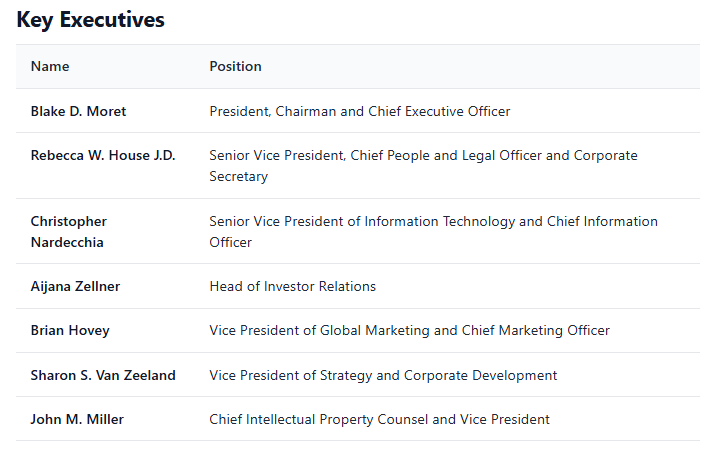 Key Executives
Name Position
Blake D. Moret President, Chairman and Chief Executive Officer
Rebecca W. House J.D. Senior Vice President, Chief People and Legal Officer and Corporate
Secretary
Christopher Senior Vice President of Information Technology and Chief Information
Nardecchia Officer
Aijana Zellner Head of Investor Relations
Brian Hovey Vice President of Global Marketing and Chief Marketing Officer
Sharon S. Van Zeeland Vice President of Strategy and Corporate Development
John M. Miller Chief Intellectual Property Counsel and Vice President